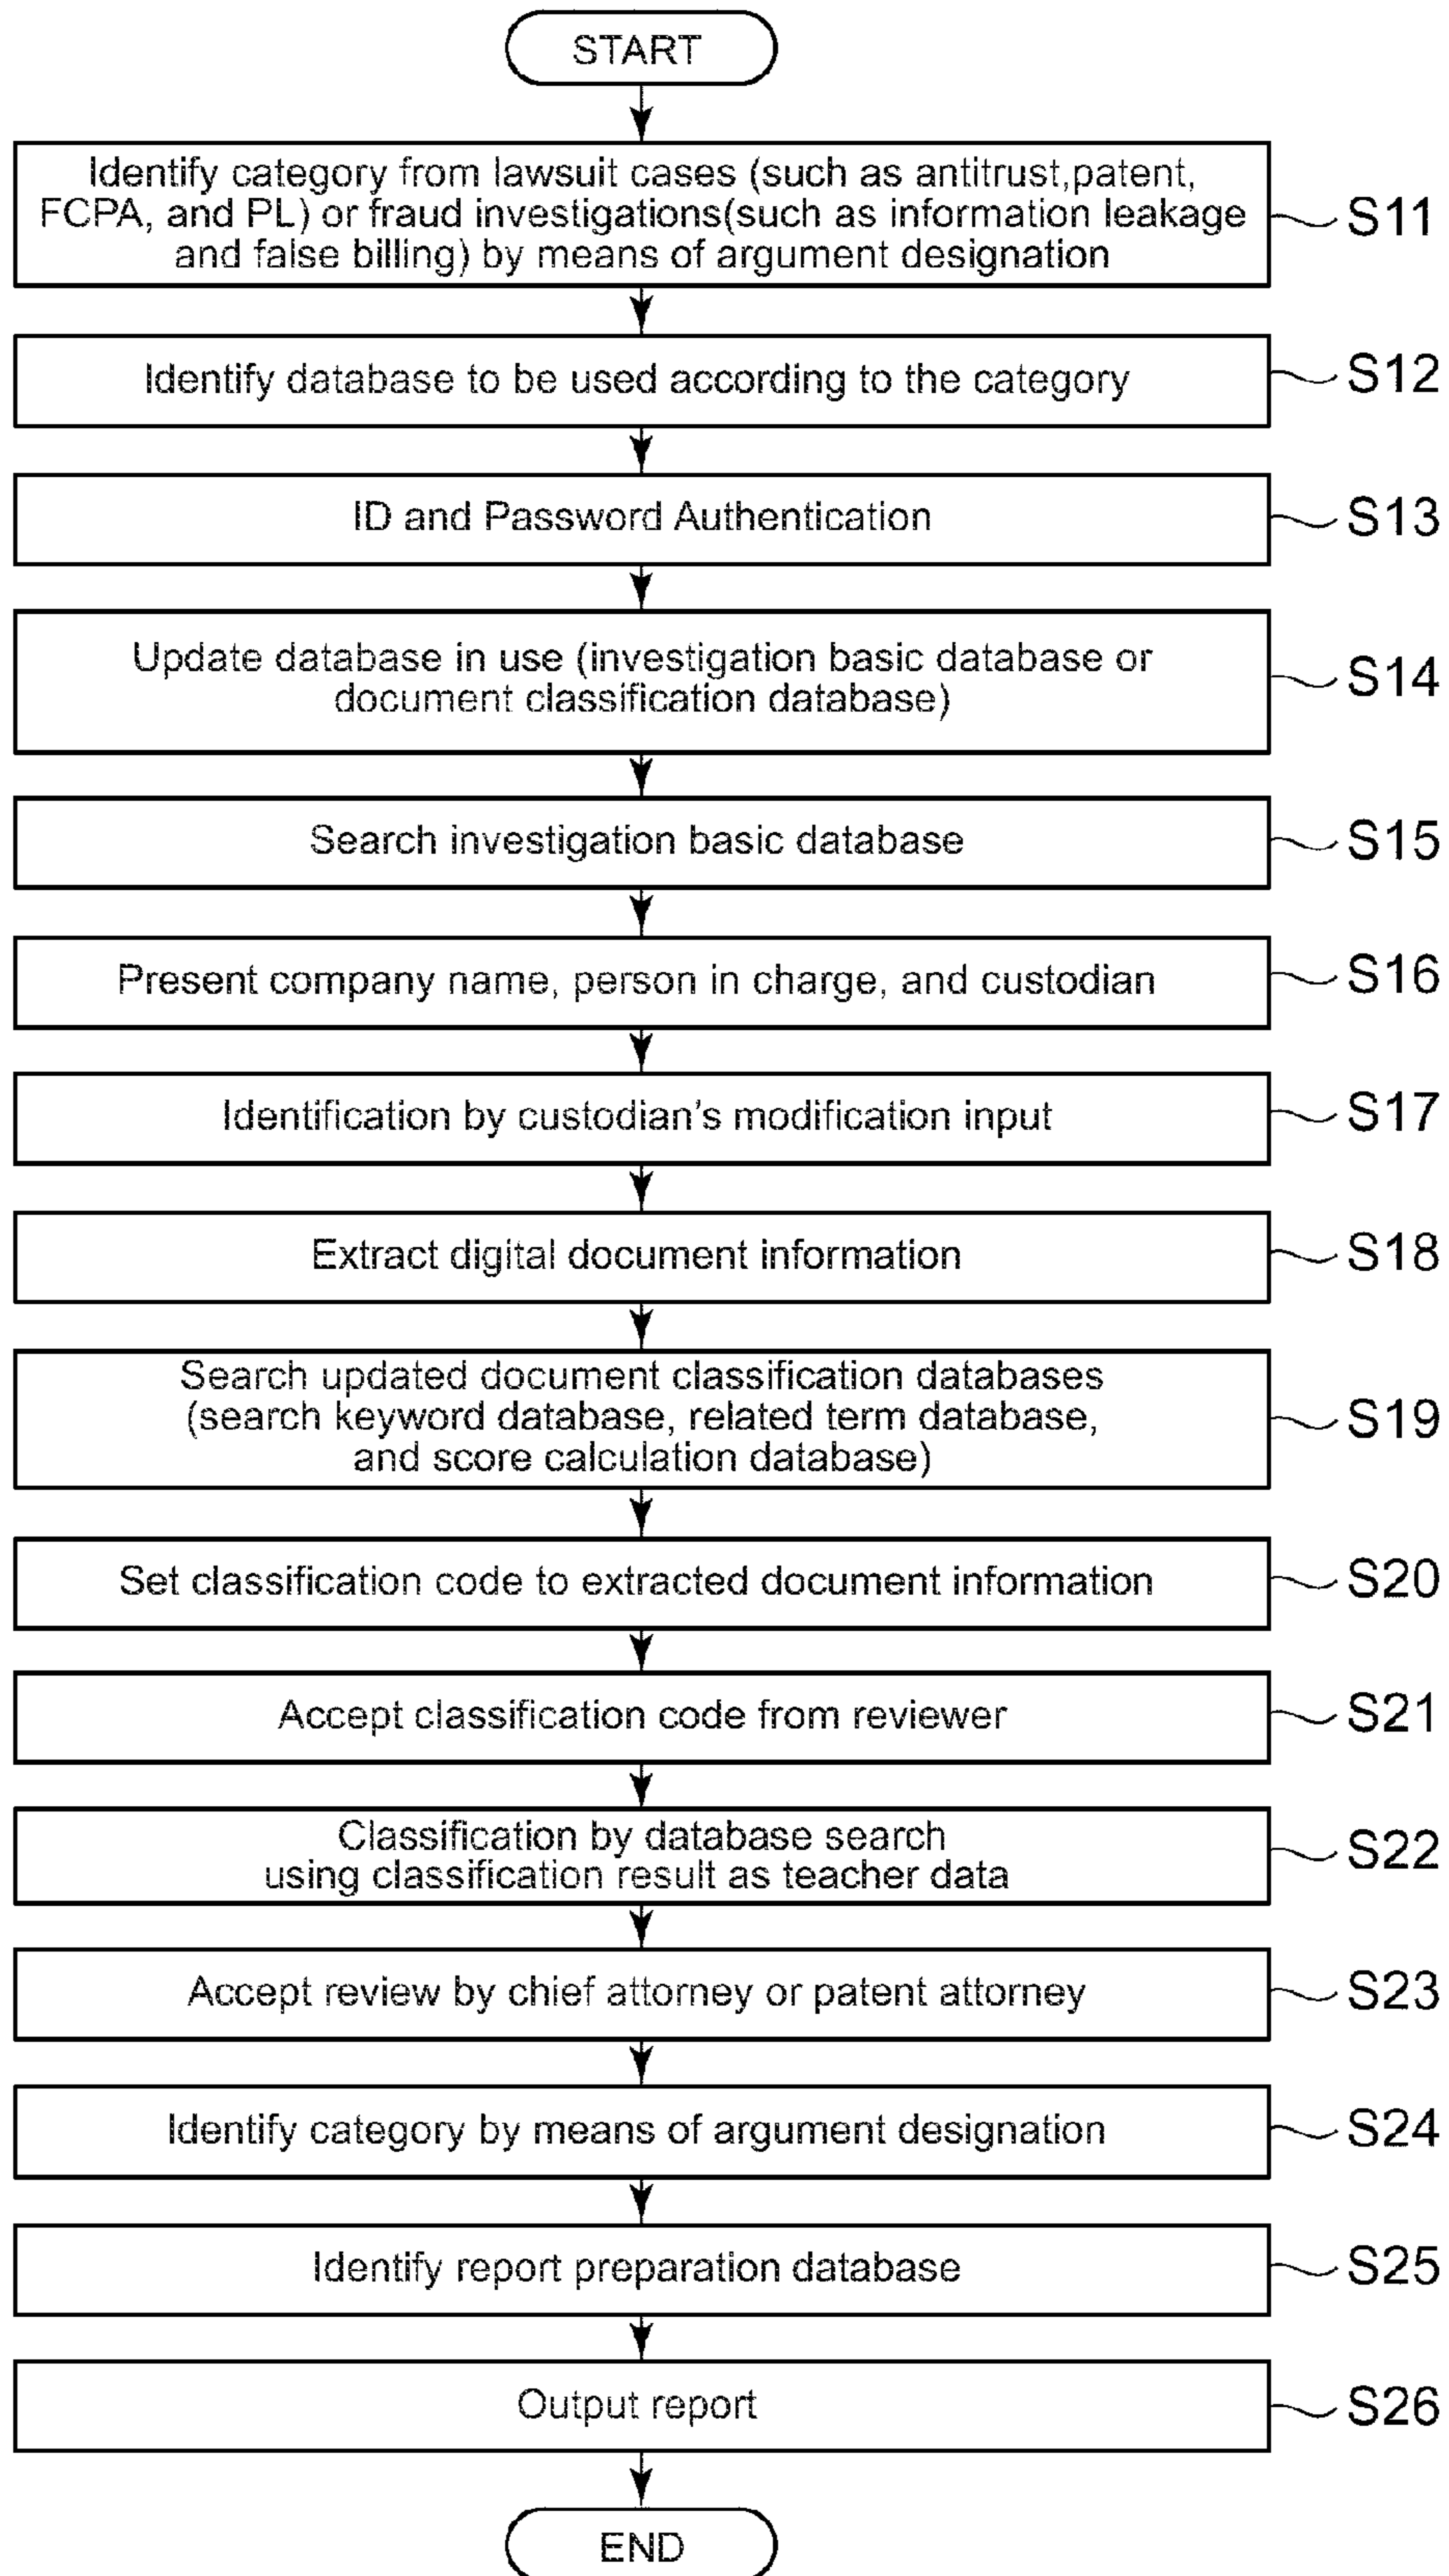 START
Identify category from lawsuit cases (such as antitrust,patent,
FCPA, and PL) or fraud investigations(such as information leakage
and false billing) by means of argument designation
S11
Identify database to be used according to the category
S12
ID and Password Authentication
S13
Update database in use (investigation basic database or
document classification database)
S14
Search investigation basic database
S15
Present company name, person in charge, and custodian
S16
Identification by custodian's modification input
S17
Extract digital document information
S18
Search updated document classification databases
(search keyword database, related term database,
and score calculation database)
S19
Set classification code to extracted document information
S20
Accept classification code from reviewer
S21
Classification by database search
using classification result as teacher data
S22
Accept review by chief attorney or patent attorney
S23
Identify category by means of argument designation
S24
Identify report preparation database
S25
Output report
S26
END